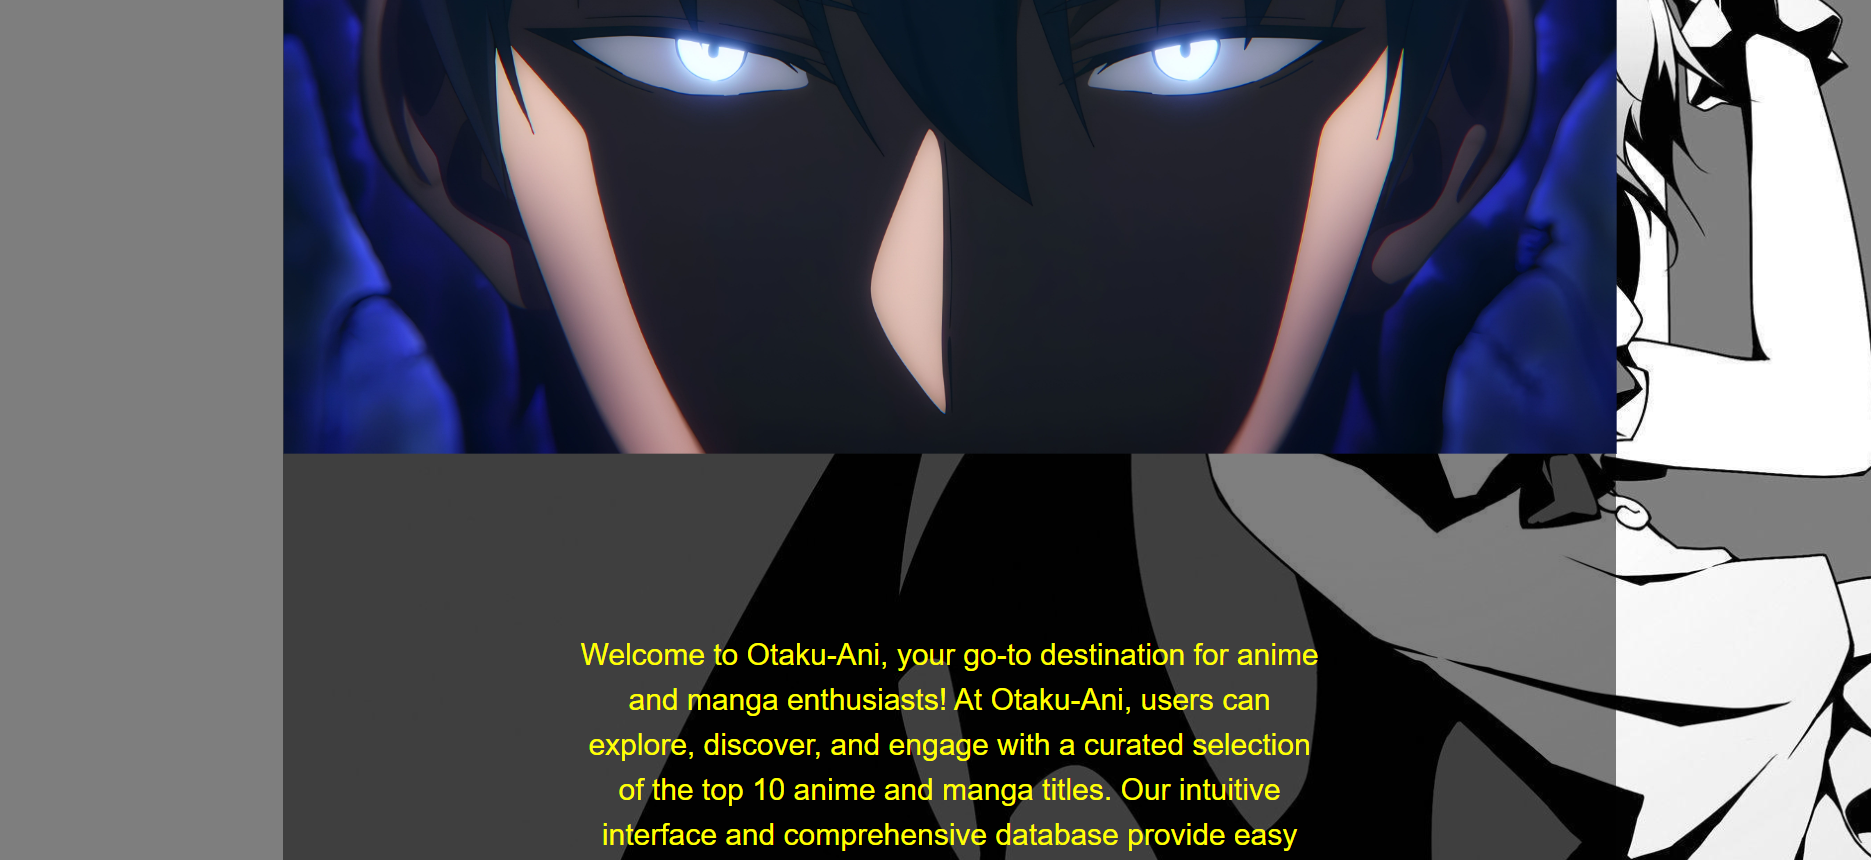 Welcome to Otaku-Ani, your go-to destination for anime
and manga enthusiasts! At Otaku-Ani, users can
explore, discover, and engage with a curated selection
of the top 10 anime and manga titles. Our intuitive
interface and comprehensive database provide easy